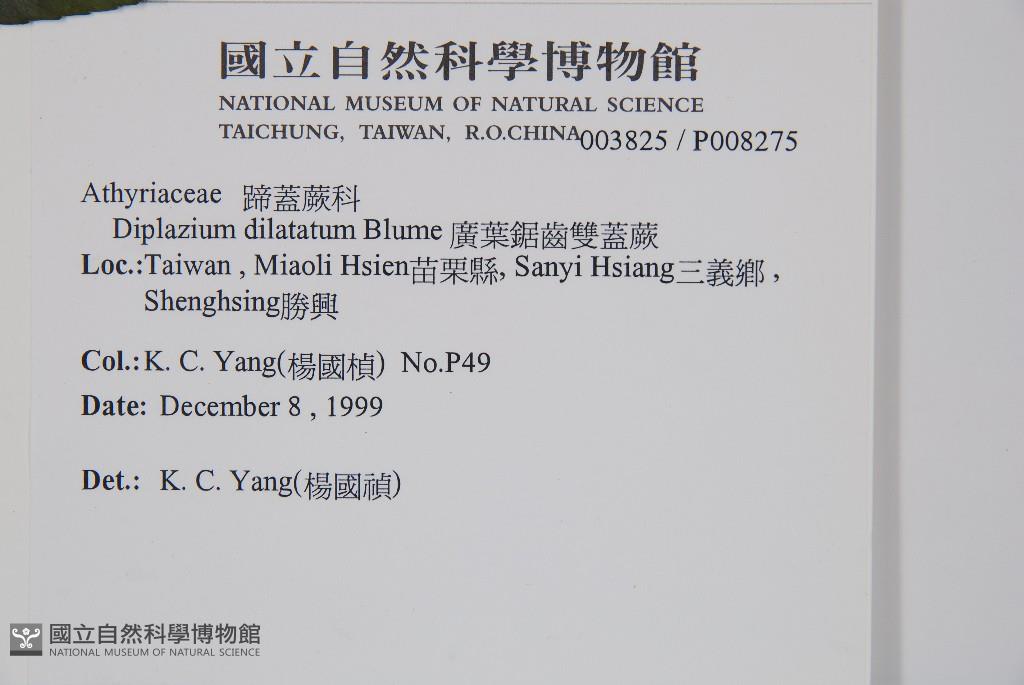 國立自然科學博物館
NATIONAL MUSEUM OF NATURAL SCIENCE
TAICHUNG, TAIWAN, R.O.CHINA 003825 / P008275
Athyriaceae 蹄蓋蕨科
Diplazium dilatatum Blume 廣葉鋸齒雙蓋蕨
Loc.:Taiwan , Miaoli Hsien苗栗縣, Sanyi Hsiang三義鄉 ,
Shenghsing勝興
Col.:K. C. Yang(楊國楨) No.P49
Date: December 8 , 1999
Det.: K. C. Yang(楊國禎)
國立自然科學博物館
NATIONAL MUSEUM OF NATURAL SCIENCE